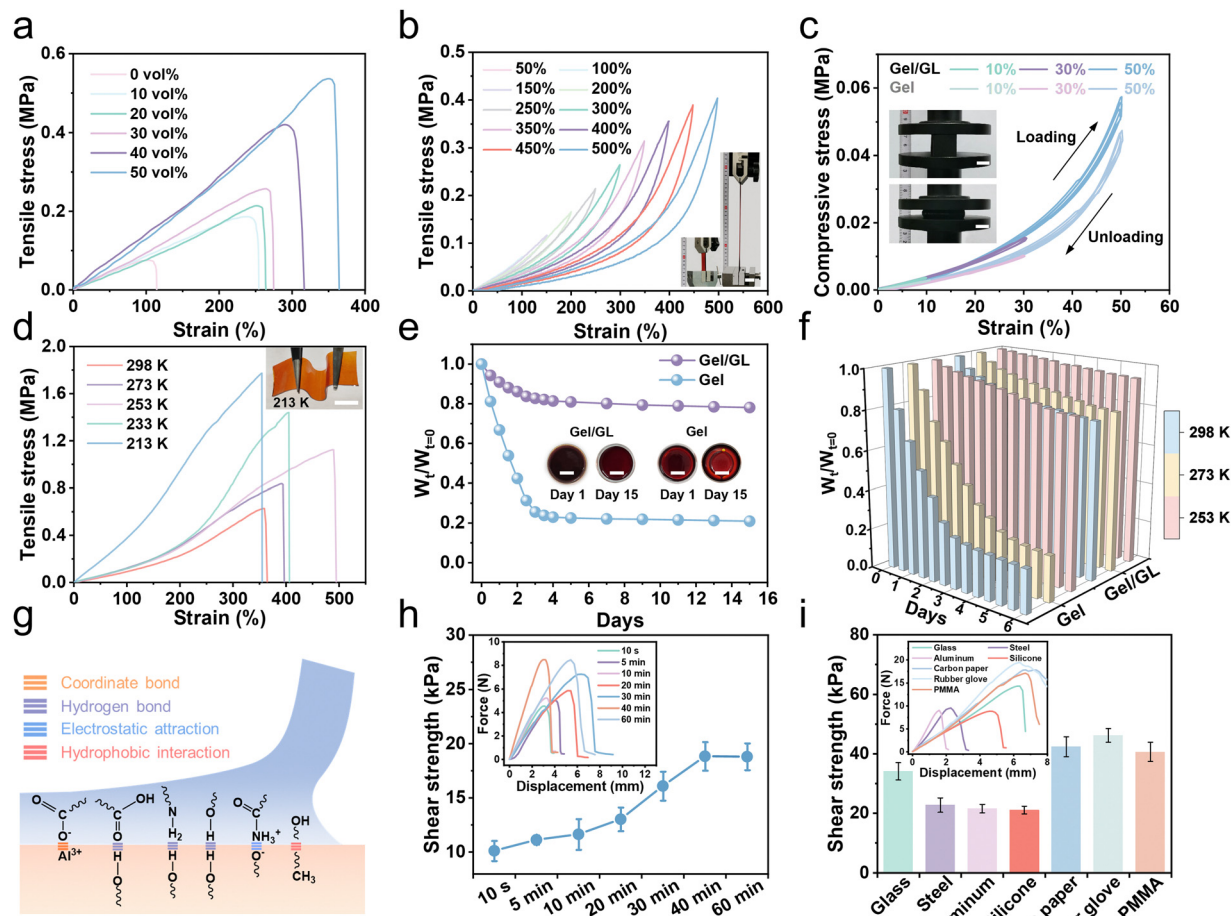 a
Tensile stress (MPa)
0.6
0.4
0.2
0.0
0 vol%
10 vol%
20 vol%
30 vol%
40 vol%
50 vol%
0 100 200 300 400
Strain (%)
b
Tensile stress (MPa)
0.5
0.4
0.3
0.2
0.1
0.0
50% 100%
150% 200%
250% 300%
350% 400%
450% 500%
0 100 200 300 400 500 600
Strain (%)
c
Compressive stress (MPa)
0.06
0.04
0.02
0.00
Gel/GL 10% 30% 50%
Gel 10% 30% 50%
Loading
Unloading
0 10 20 30 40 50 60
Strain (%)
d
Tensile stress (MPa)
2.0
1.8
1.2
0.6
0.0
298 K
273 K
253 K
233 K
213 K
213 K
0 100 200 300 400 500
Strain (%)
e
Wt/Wt=0
1.0
0.8
0.6
0.4
0.2
0.0
Gel/GL
Gel
Gel/GL Gel
Day 1 Day 15 Day 1 Day 15
0 2 4 6 8 10 12 14 16
Days
f
Wt/Wt=0
1.0
0.8
0.6
0.4
0.2
0.0
0 1 2 3 4 5 6
Days
Gel
Gel/GL
298 K
273 K
253 K
g
Coordinate bond
Hydrogen bond
Electrostatic attraction
Hydrophobic interaction
O OH N O O OH
O- O H2 H NH3+
Al3+ H H O O- CH3
O O
h
Shear strength (kPa)
30
25
20
15
10
Force (N)
10
8
6
4
2
0
10 s
5 min
10 min
20 min
30 min
40 min
60 min
0 2 4 6 8 10 12
Displacement (mm)
10 s 5 min 10 min 20 min 30 min 40 min 60 min
i
Shear strength (kPa)
80
60
40
20
0
Force (N)
20
15
10
5
0
Glass Steel
Aluminum Silicone
Carbon paper
Rubber glove
PMMA
0 2 4 6 8
Displacement (mm)
Glass Steel minum ilicone paper glove PMMA